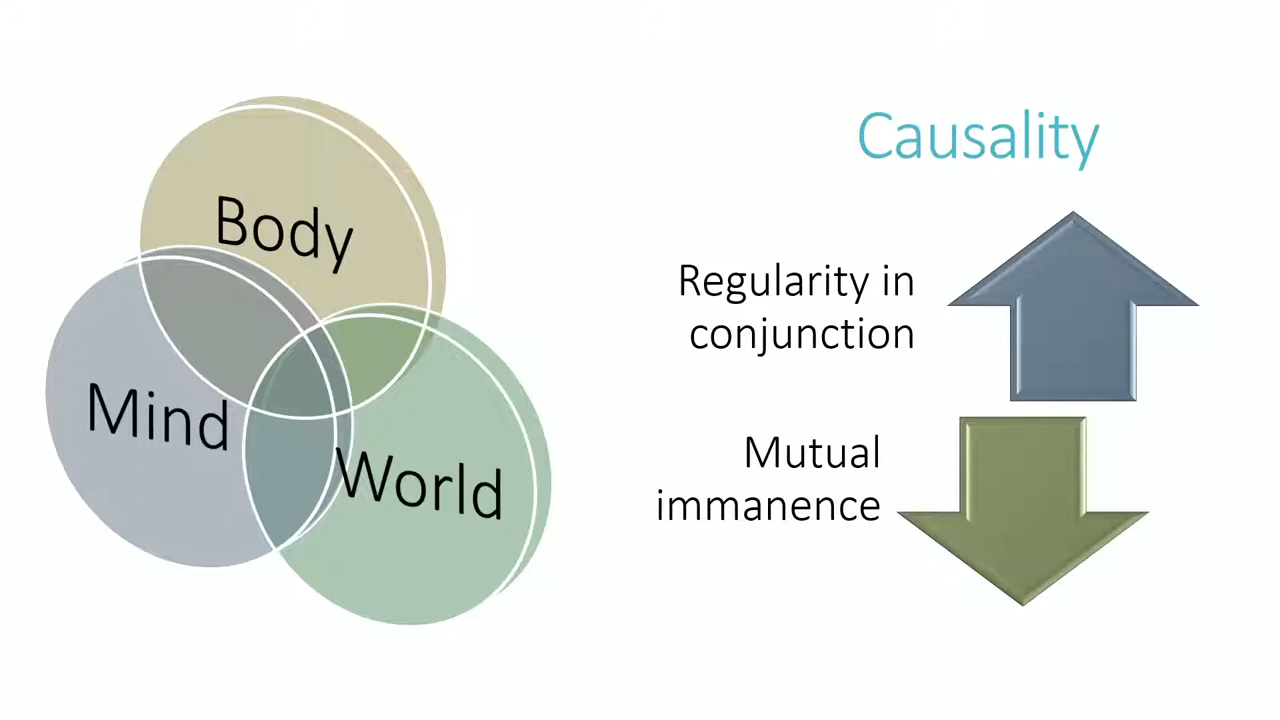 Body
Mind
World
Causality
Regularity in
conjunction
Mutual
immanence